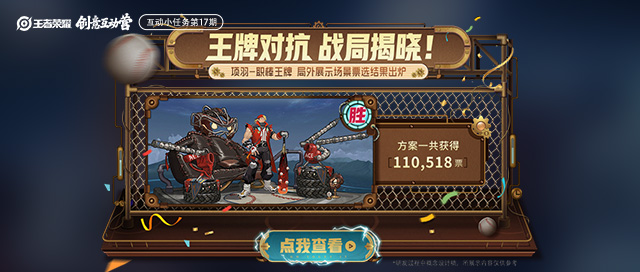 王者荣耀 创意互动营 互动小任务第17期
王牌对抗 战局揭晓！
项羽-职棒王牌 局外展示场景票选结果出炉
胜
方案一共获得
110,518票
点我查看